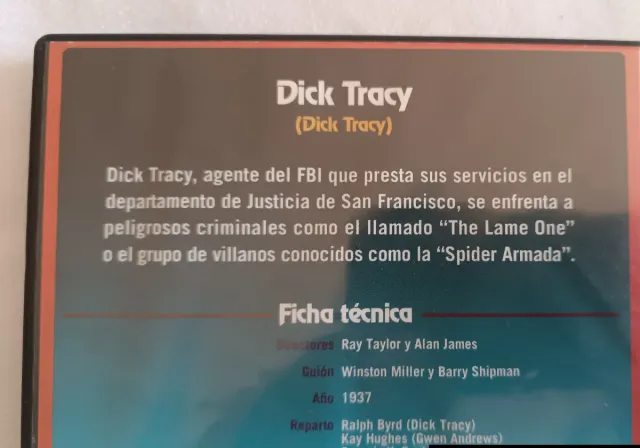 Dick Tracy
(Dick Tracy)
Dick Tracy, agente del FBI que presta sus servicios en el
departamento de Justicia de San Francisco, se enfrenta a
peligrosos criminales como el llamado “The Lame One”
o el grupo de villanos conocidos como la “Spider Armada”.
Ficha técnica
Directores Ray Taylor y Alan James
Guión Winston Miller y Barry Shipman
Año 1937
Reparto Ralph Byrd (Dick Tracy)
Kay Hughes (Gwen Andrews)